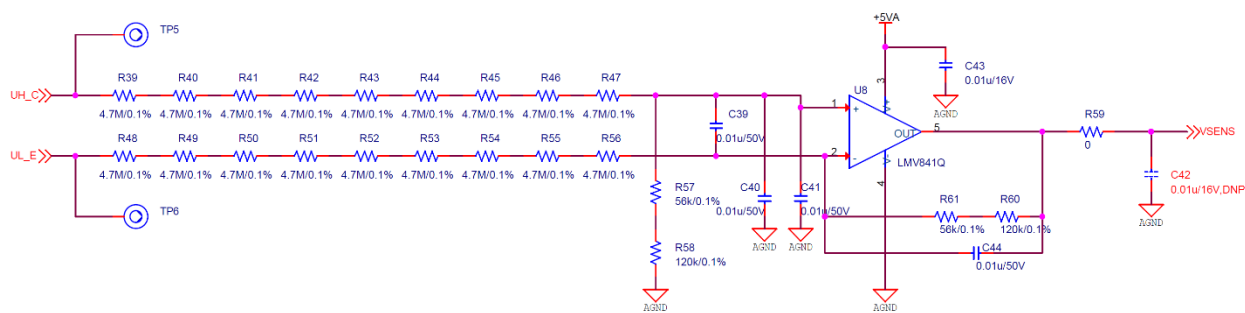 +5VA
TP5
C43
0.01u/16V
AGND
R39 R40 R41 R42 R43 R44 R45 R46 R47
UH_C
4.7M/0.1% 4.7M/0.1% 4.7M/0.1% 4.7M/0.1% 4.7M/0.1% 4.7M/0.1% 4.7M/0.1% 4.7M/0.1% 4.7M/0.1%
3
V+
U8
1
+
C39
0.01u/50V
OUT
5
R59
0
VSENS
R48 R49 R50 R51 R52 R53 R54 R55 R56
UL_E
4.7M/0.1% 4.7M/0.1% 4.7M/0.1% 4.7M/0.1% 4.7M/0.1% 4.7M/0.1% 4.7M/0.1% 4.7M/0.1% 4.7M/0.1%
2
-
V-
4
LMV841Q
C42
0.01u/16V,DNP
AGND
TP6
R57
56k/0.1%
C40
0.01u/50V
C41
0.01u/50V
R61 R60
56k/0.1% 120k/0.1%
AGND AGND
R58
120k/0.1%
C44
0.01u/50V
AGND AGND